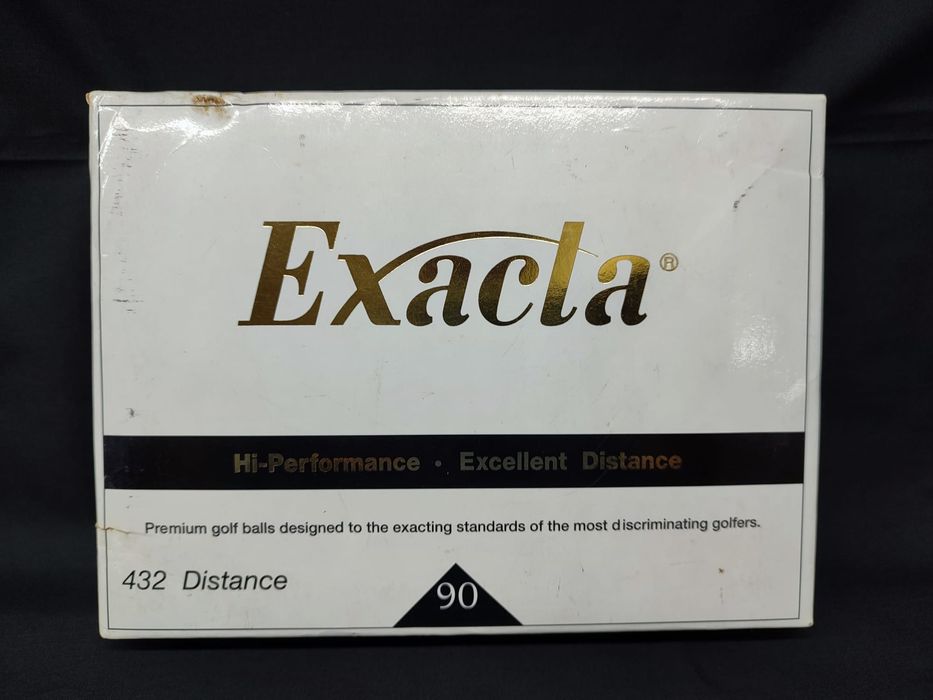 Exacta®
Hi-Performance · Excellent Distance
Premium golf balls designed to the exacting standards of the most discriminating golfers.
432 Distance
90